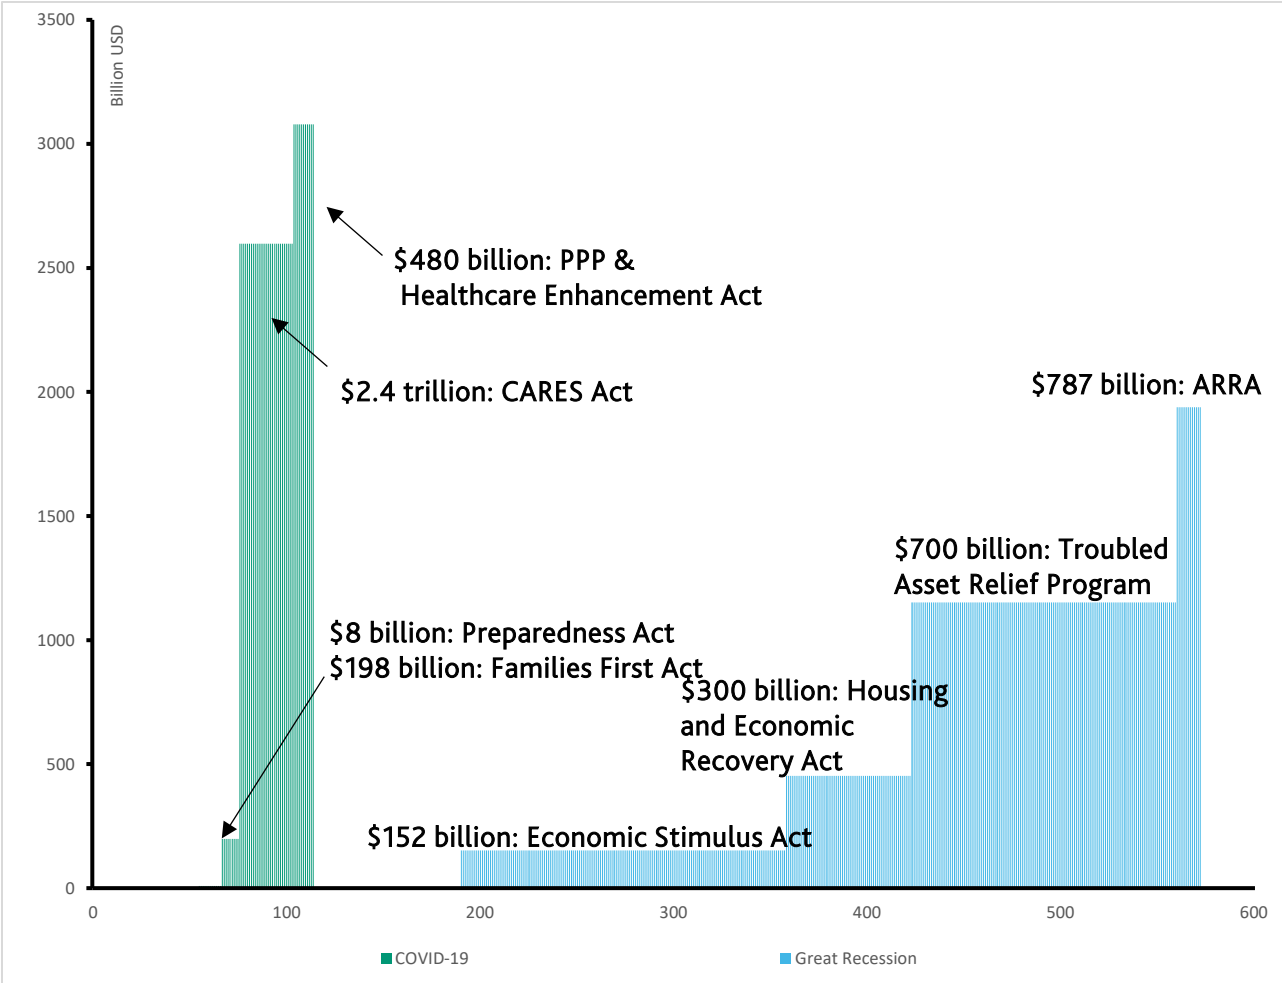 3500
Billion USD
3000
$480 billion: PPP &
Healthcare Enhancement Act
2500
$2.4 trillion: CARES Act
$787 billion: ARRA
2000
1500
$700 billion: Troubled
Asset Relief Program
$8 billion: Preparedness Act
1000
$198 billion: Families First Act
$300 billion: Housing
and Economic
Recovery Act
500
$152 billion: Economic Stimulus Act
0
0 100 200 300 400 500 600
COVID-19 Great Recession